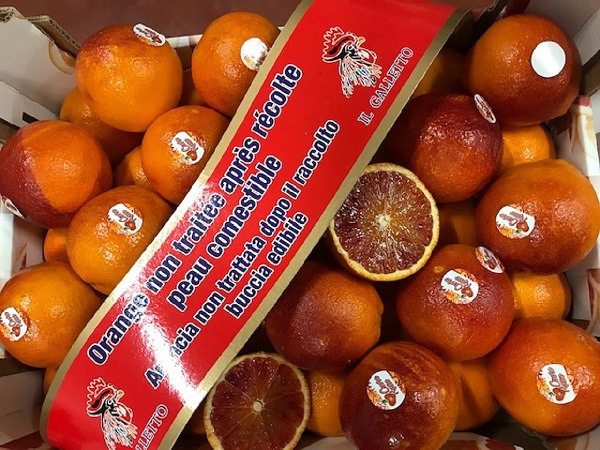 IL GALLETTO
Orange non traitée après récolte
peau comestible
Arancia non trattata dopo il raccolto
buccia edibile